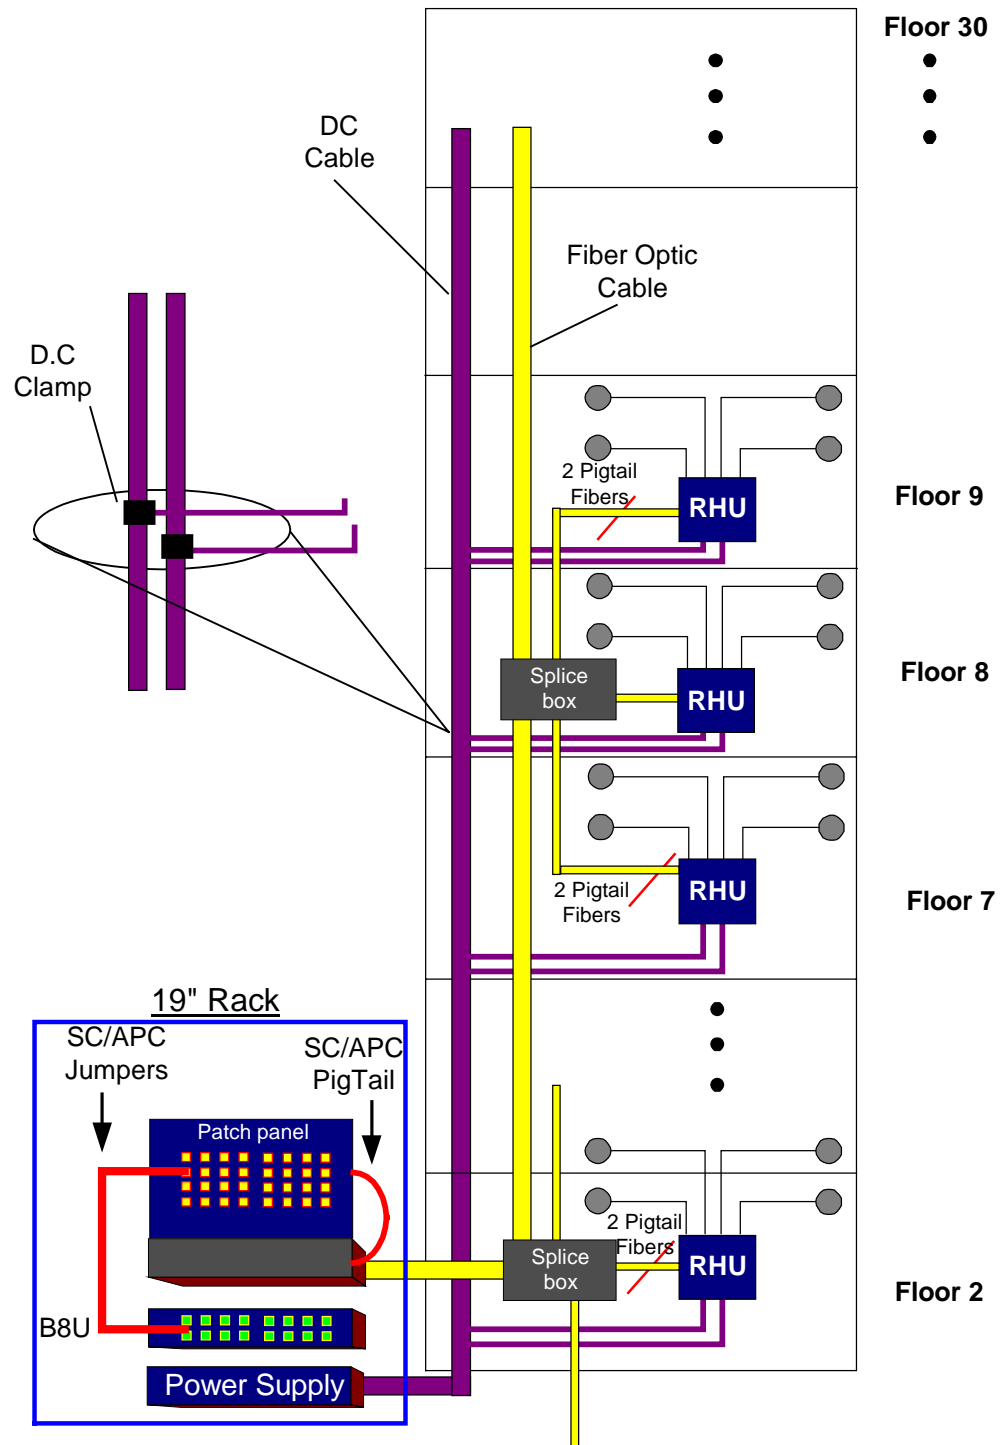 Floor 30
DC
Cable
Fiber Optic
Cable
D.C
Clamp
2 Pigtail
Fibers
RHU
Floor 9
Splice
box
RHU
Floor 8
2 Pigtail
Fibers
RHU
Floor 7
19" Rack
SC/APC
Jumpers
SC/APC
PigTail
Patch panel
2 Pigtail
Fibers
Splice
box
RHU
Floor 2
B8U
Power Supply